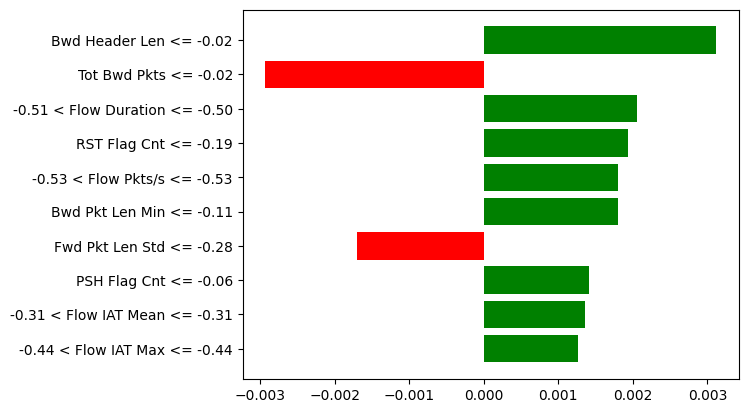 Bwd Header Len <= -0.02
Tot Bwd Pkts <= -0.02
-0.51 < Flow Duration <= -0.50
RST Flag Cnt <= -0.19
-0.53 < Flow Pkts/s <= -0.53
Bwd Pkt Len Min <= -0.11
Fwd Pkt Len Std <= -0.28
PSH Flag Cnt <= -0.06
-0.31 < Flow IAT Mean <= -0.31
-0.44 < Flow IAT Max <= -0.44
−0.003 −0.002 −0.001 0.000 0.001 0.002 0.003